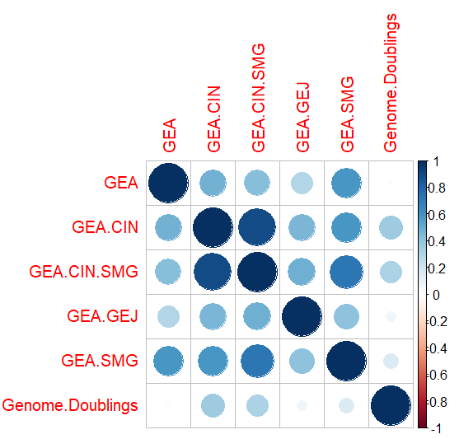 GEA
GEA.CIN
GEA.CIN.SMG
GEA.GEJ
GEA.SMG
Genome.Doublings
GEA
GEA.CIN
GEA.CIN.SMG
GEA.GEJ
GEA.SMG
Genome.Doublings
1
0.8
0.6
0.4
0.2
0
-0.2
-0.4
-0.6
-0.8
-1